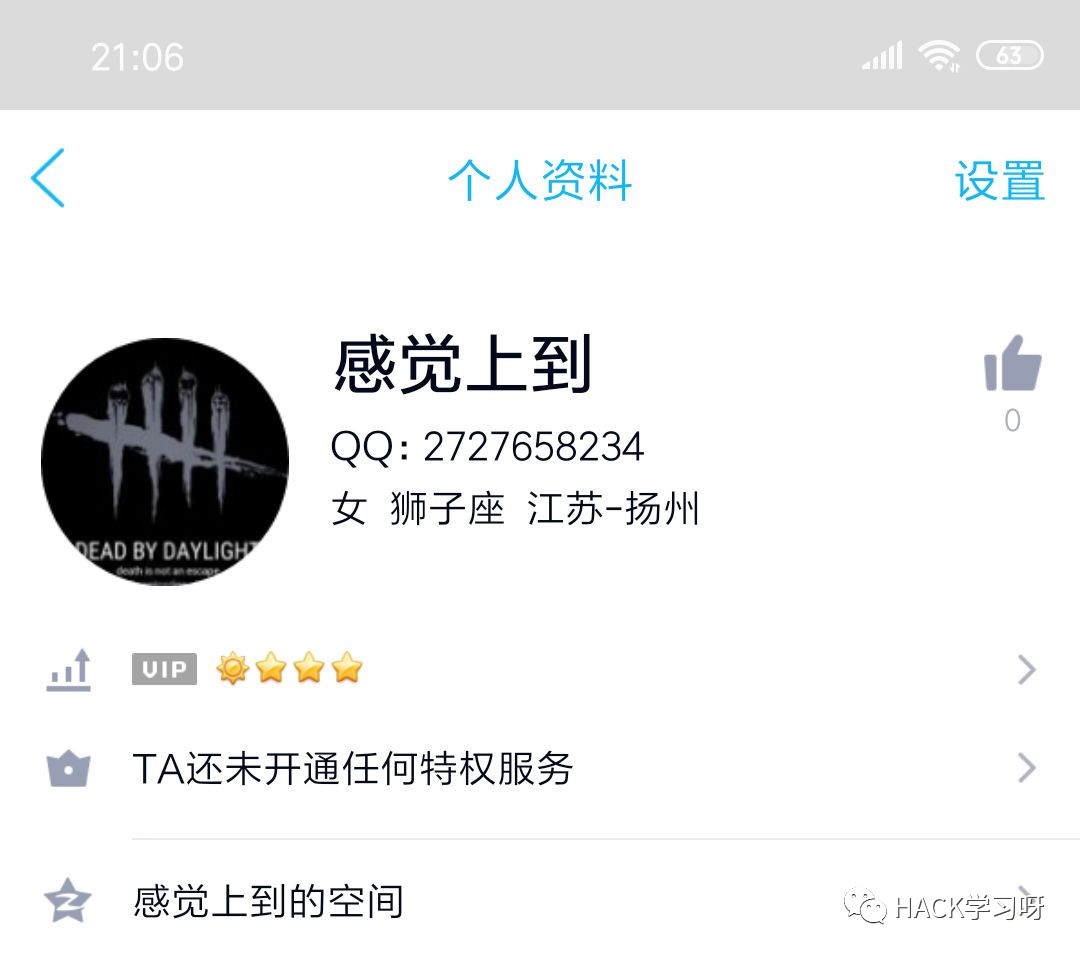 21:06
63
个人资料
设置
感觉上到
0
QQ: 2727658234
女 狮子座 江苏-扬州
DEAD BY DAYLIGHT
death is not an escape
VIP
TA还未开通任何特权服务
感觉上到的空间
HACK学习呀